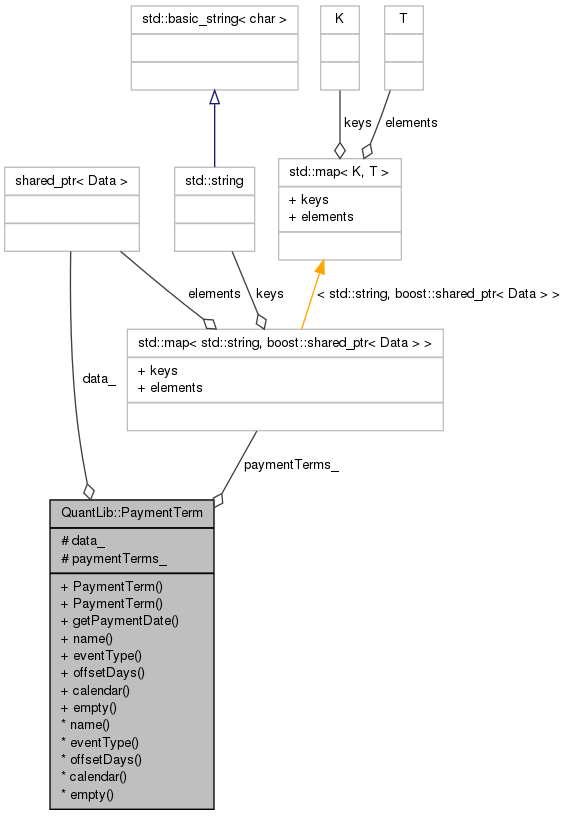 std::basic_string< char >
K
T
keys
elements
shared_ptr< Data >
std::string
std::map< K, T >
+ keys
+ elements
elements
keys
< std::string, boost::shared_ptr< Data > >
std::map< std::string, boost::shared_ptr< Data > >
+ keys
+ elements
data_
paymentTerms_
QuantLib::PaymentTerm
# data_
# paymentTerms_
+ PaymentTerm()
+ PaymentTerm()
+ getPaymentDate()
+ name()
+ eventType()
+ offsetDays()
+ calendar()
+ empty()
* name()
* eventType()
* offsetDays()
* calendar()
* empty()